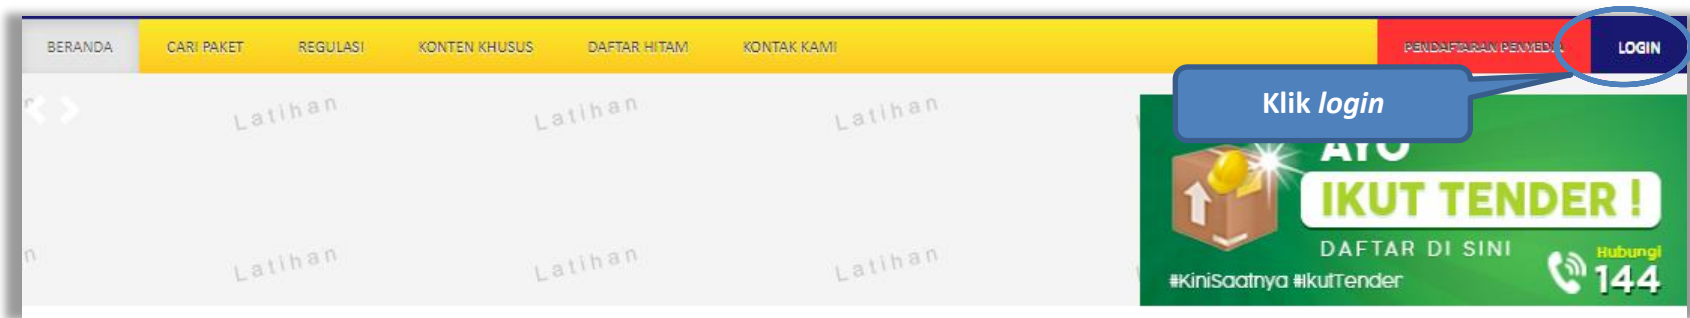 BERANDA CARI PAKET REGULASI KONTEN KHUSUS DAFTAR HITAM KONTAK KAMI PENDAFTARAN PENYEDIA LOGIN
Klik login
Latihan Latihan Latihan
AYO
IKUT TENDER !
DAFTAR DI SINI
Latihan Latihan Latihan
Hubungi
144
#KiniSaatnya #IkutTender